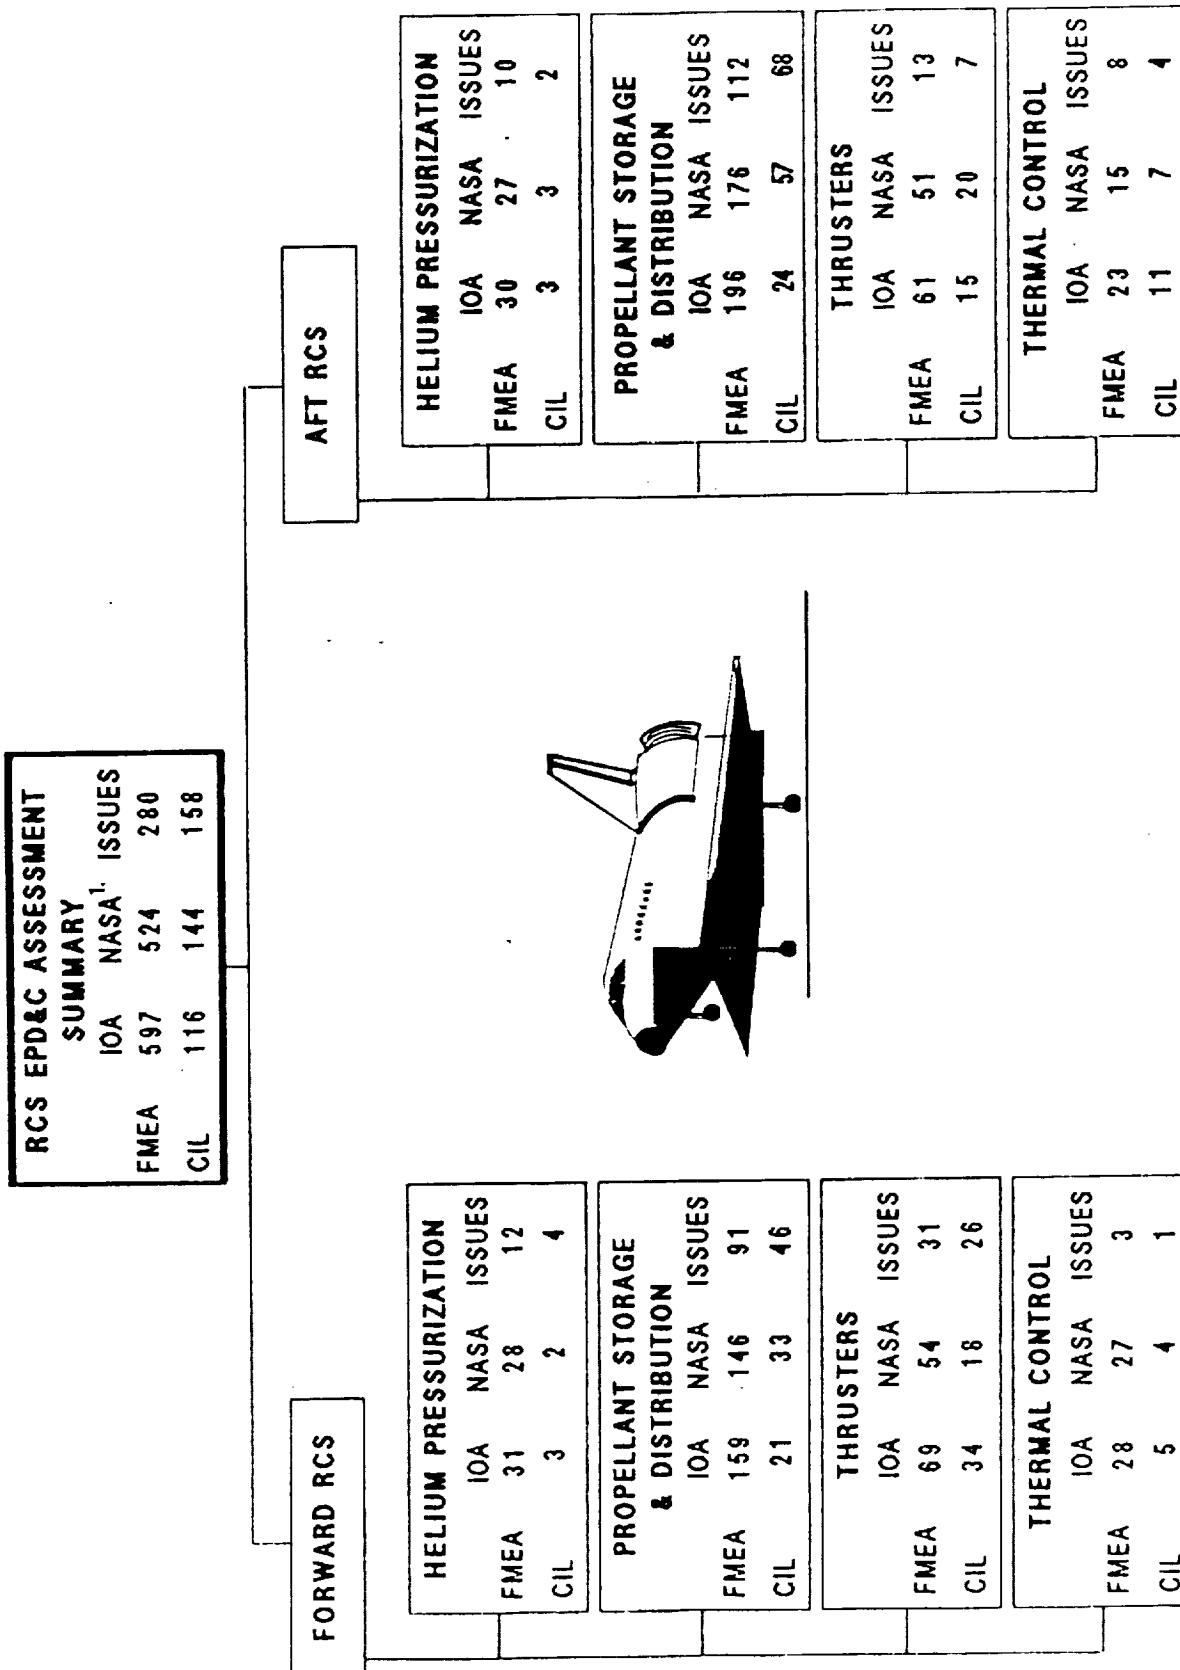 RCS EPD&C ASSESSMENT
SUMMARY
IOA NASA1. ISSUES
FMEA 597 524 280
CIL 116 144 158
FORWARD RCS
HELIUM PRESSURIZATION
IOA NASA ISSUES
FMEA 31 28 12
CIL 3 2 4
PROPELLANT STORAGE
& DISTRIBUTION
IOA NASA ISSUES
FMEA 159 146 91
CIL 21 33 46
THRUSTERS
IOA NASA ISSUES
FMEA 69 54 31
CIL 34 18 26
THERMAL CONTROL
IOA NASA ISSUES
FMEA 28 27 3
CIL 5 4 1
AFT RCS
HELIUM PRESSURIZATION
IOA NASA ISSUES
FMEA 30 27 10
CIL 3 3 2
PROPELLANT STORAGE
& DISTRIBUTION
IOA NASA ISSUES
FMEA 196 176 112
CIL 24 57 68
THRUSTERS
IOA NASA ISSUES
FMEA 61 51 13
CIL 15 20 7
THERMAL CONTROL
IOA NASA ISSUES
FMEA 23 15 8
CIL 11 7 4